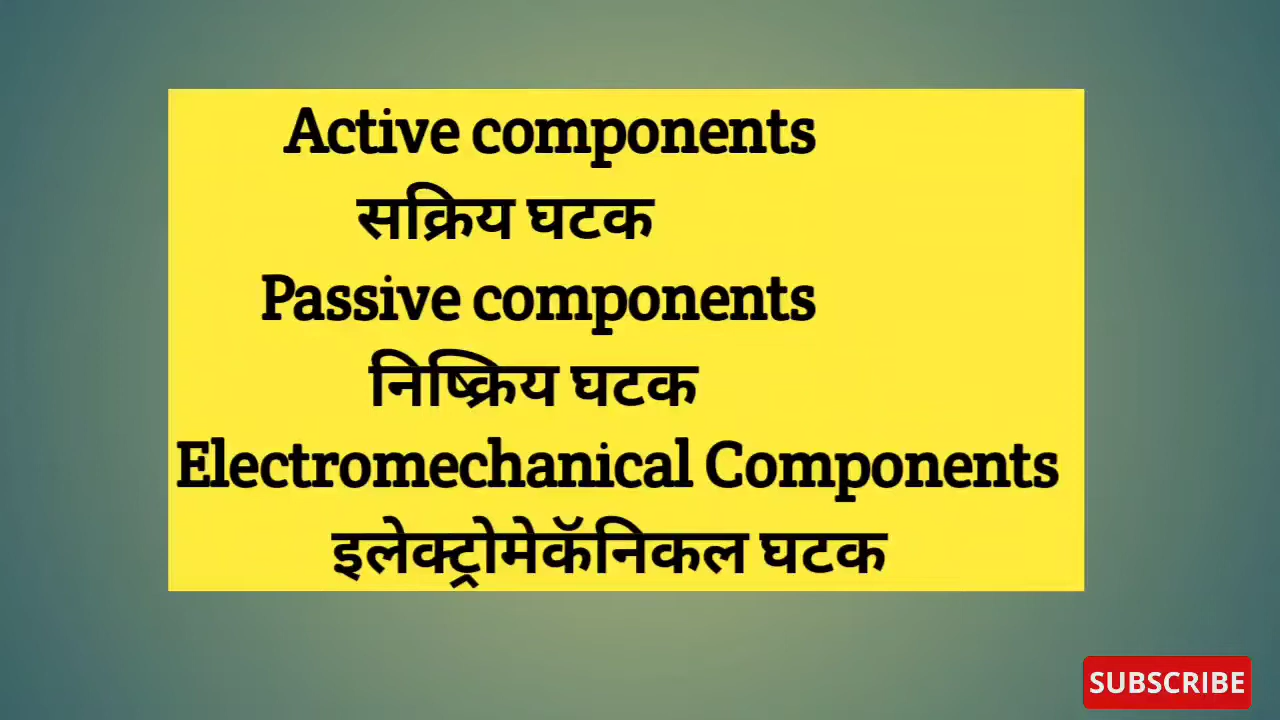 Active components
सक्रिय घटक
Passive components
निष्क्रिय घटक
Electromechanical Components
इलेक्ट्रोमेकॅनिकल घटक
SUBSCRIBE